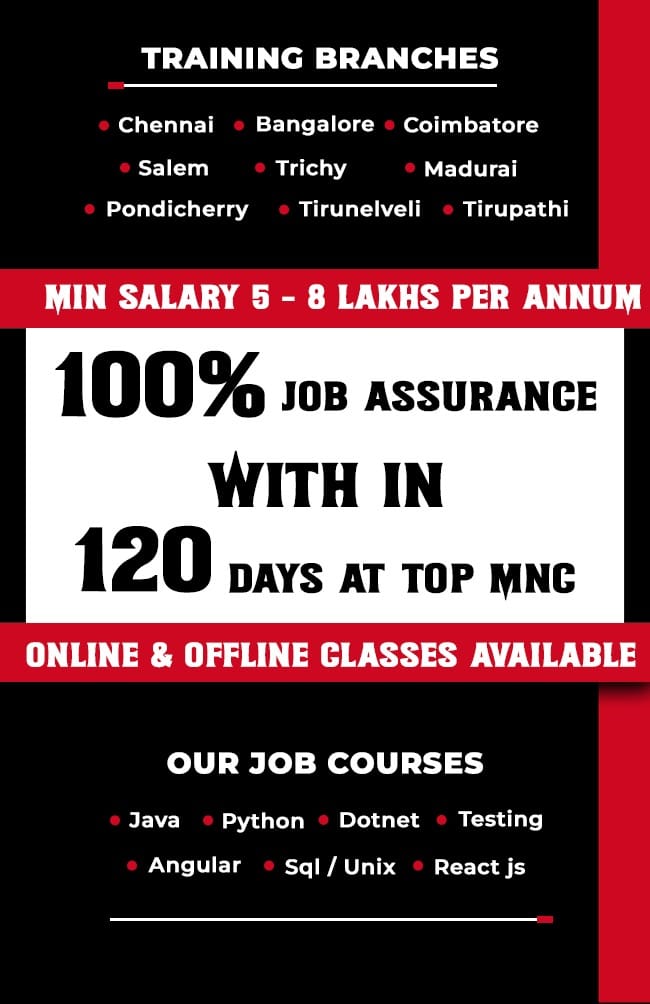 TRAINING BRANCHES
Chennai Bangalore Coimbatore
Salem Trichy Madurai
Pondicherry Tirunelveli Tirupathi
MIN SALARY 5 - 8 LAKHS PER ANNUM
100% JOB ASSURANCE
WITH IN
120 DAYS AT TOP MNC
ONLINE & OFFLINE CLASSES AVAILABLE
OUR JOB COURSES
Java Python Dotnet Testing
Angular Sql / Unix React js